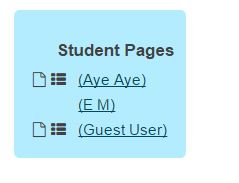 Student Pages
(Aye Aye)
(E M)
(Guest User)